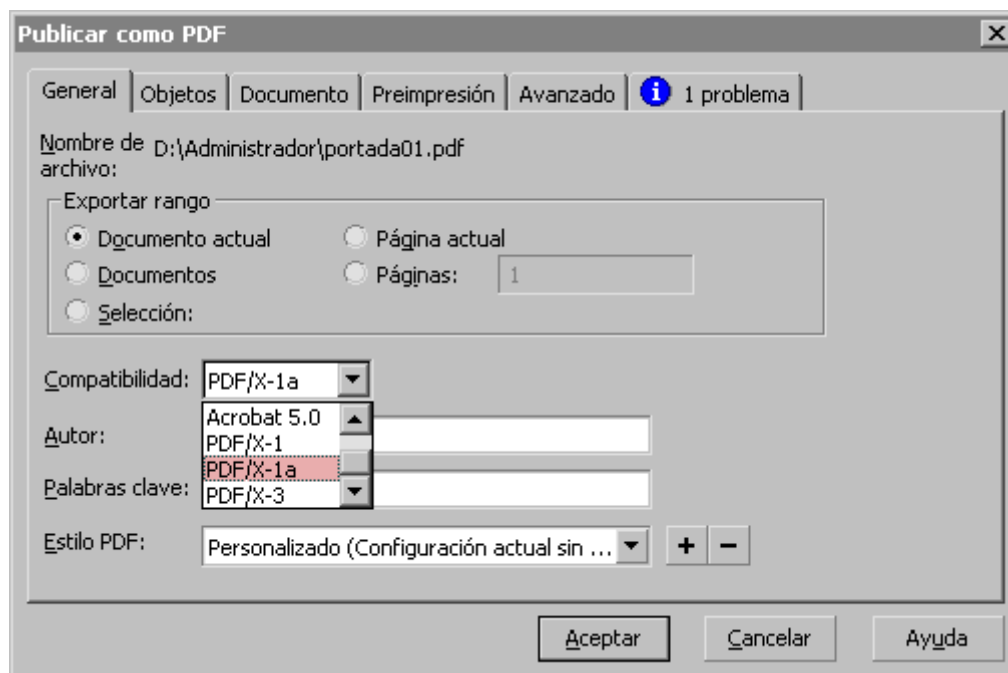 Publicar como PDF
General Objetos Documento Preimpresión Avanzado 1 problema
Nombre de archivo: D:\Administrador\portada01.pdf
Exportar rango
Documento actual Página actual
Documentos Páginas: 1
Selección:
Compatibilidad: PDF/X-1a
Acrobat 5.0
PDF/X-1
PDF/X-1a
PDF/X-3
Autor:
Palabras clave:
Estilo PDF: Personalizado (Configuración actual sin ... + −
Aceptar Cancelar Ayuda